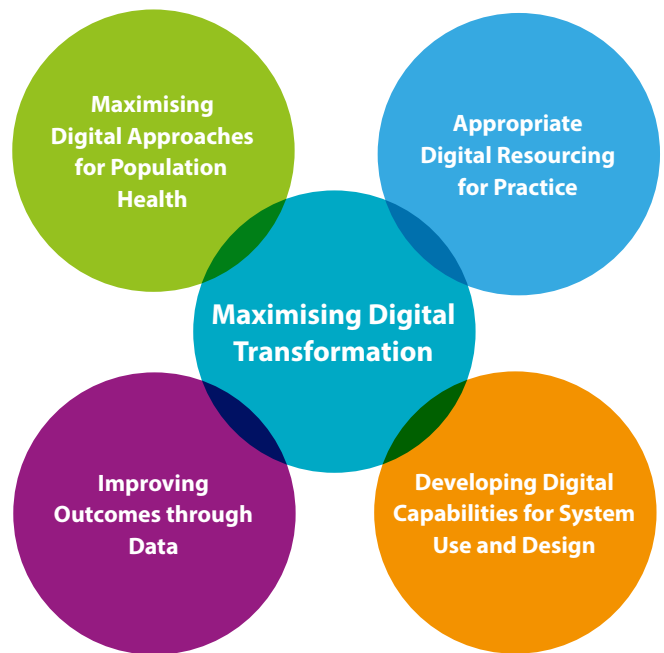 Maximising
Digital Approaches
for Population
Health
Appropriate
Digital Resourcing
for Practice
Maximising Digital
Transformation
Improving
Outcomes through
Data
Developing Digital
Capabilities for System
Use and Design